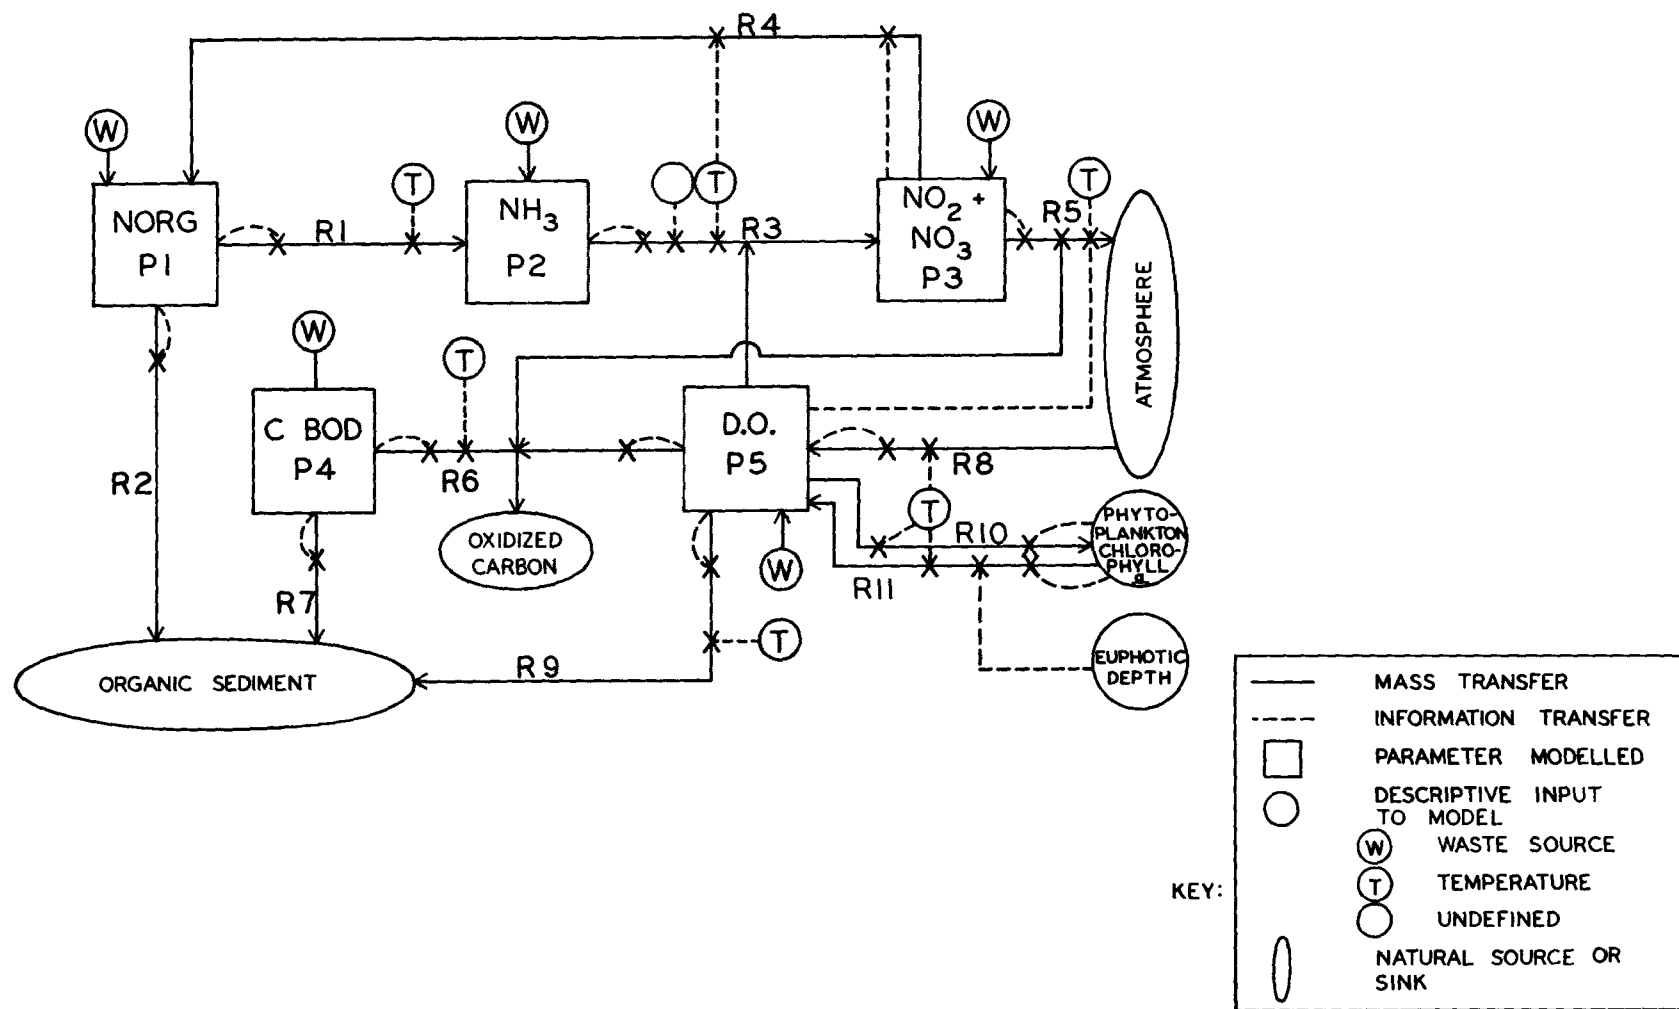 R4
W
W
W
T
T
T
NORG
P1
R1
NH3
P2
R3
NO2 +
NO3
P3
R5
ATMOSPHERE
W
T
C BOD
P4
R6
D.O.
P5
R8
R2
T
R10
R11
PHYTO-
PLANKTON
CHLORO-
PHYLL
a
OXIDIZED
CARBON
W
R7
T
R9
EUPHOTIC
DEPTH
ORGANIC SEDIMENT
KEY:
MASS TRANSFER
INFORMATION TRANSFER
PARAMETER MODELLED
DESCRIPTIVE INPUT
TO MODEL
W WASTE SOURCE
T TEMPERATURE
UNDEFINED
NATURAL SOURCE OR
SINK